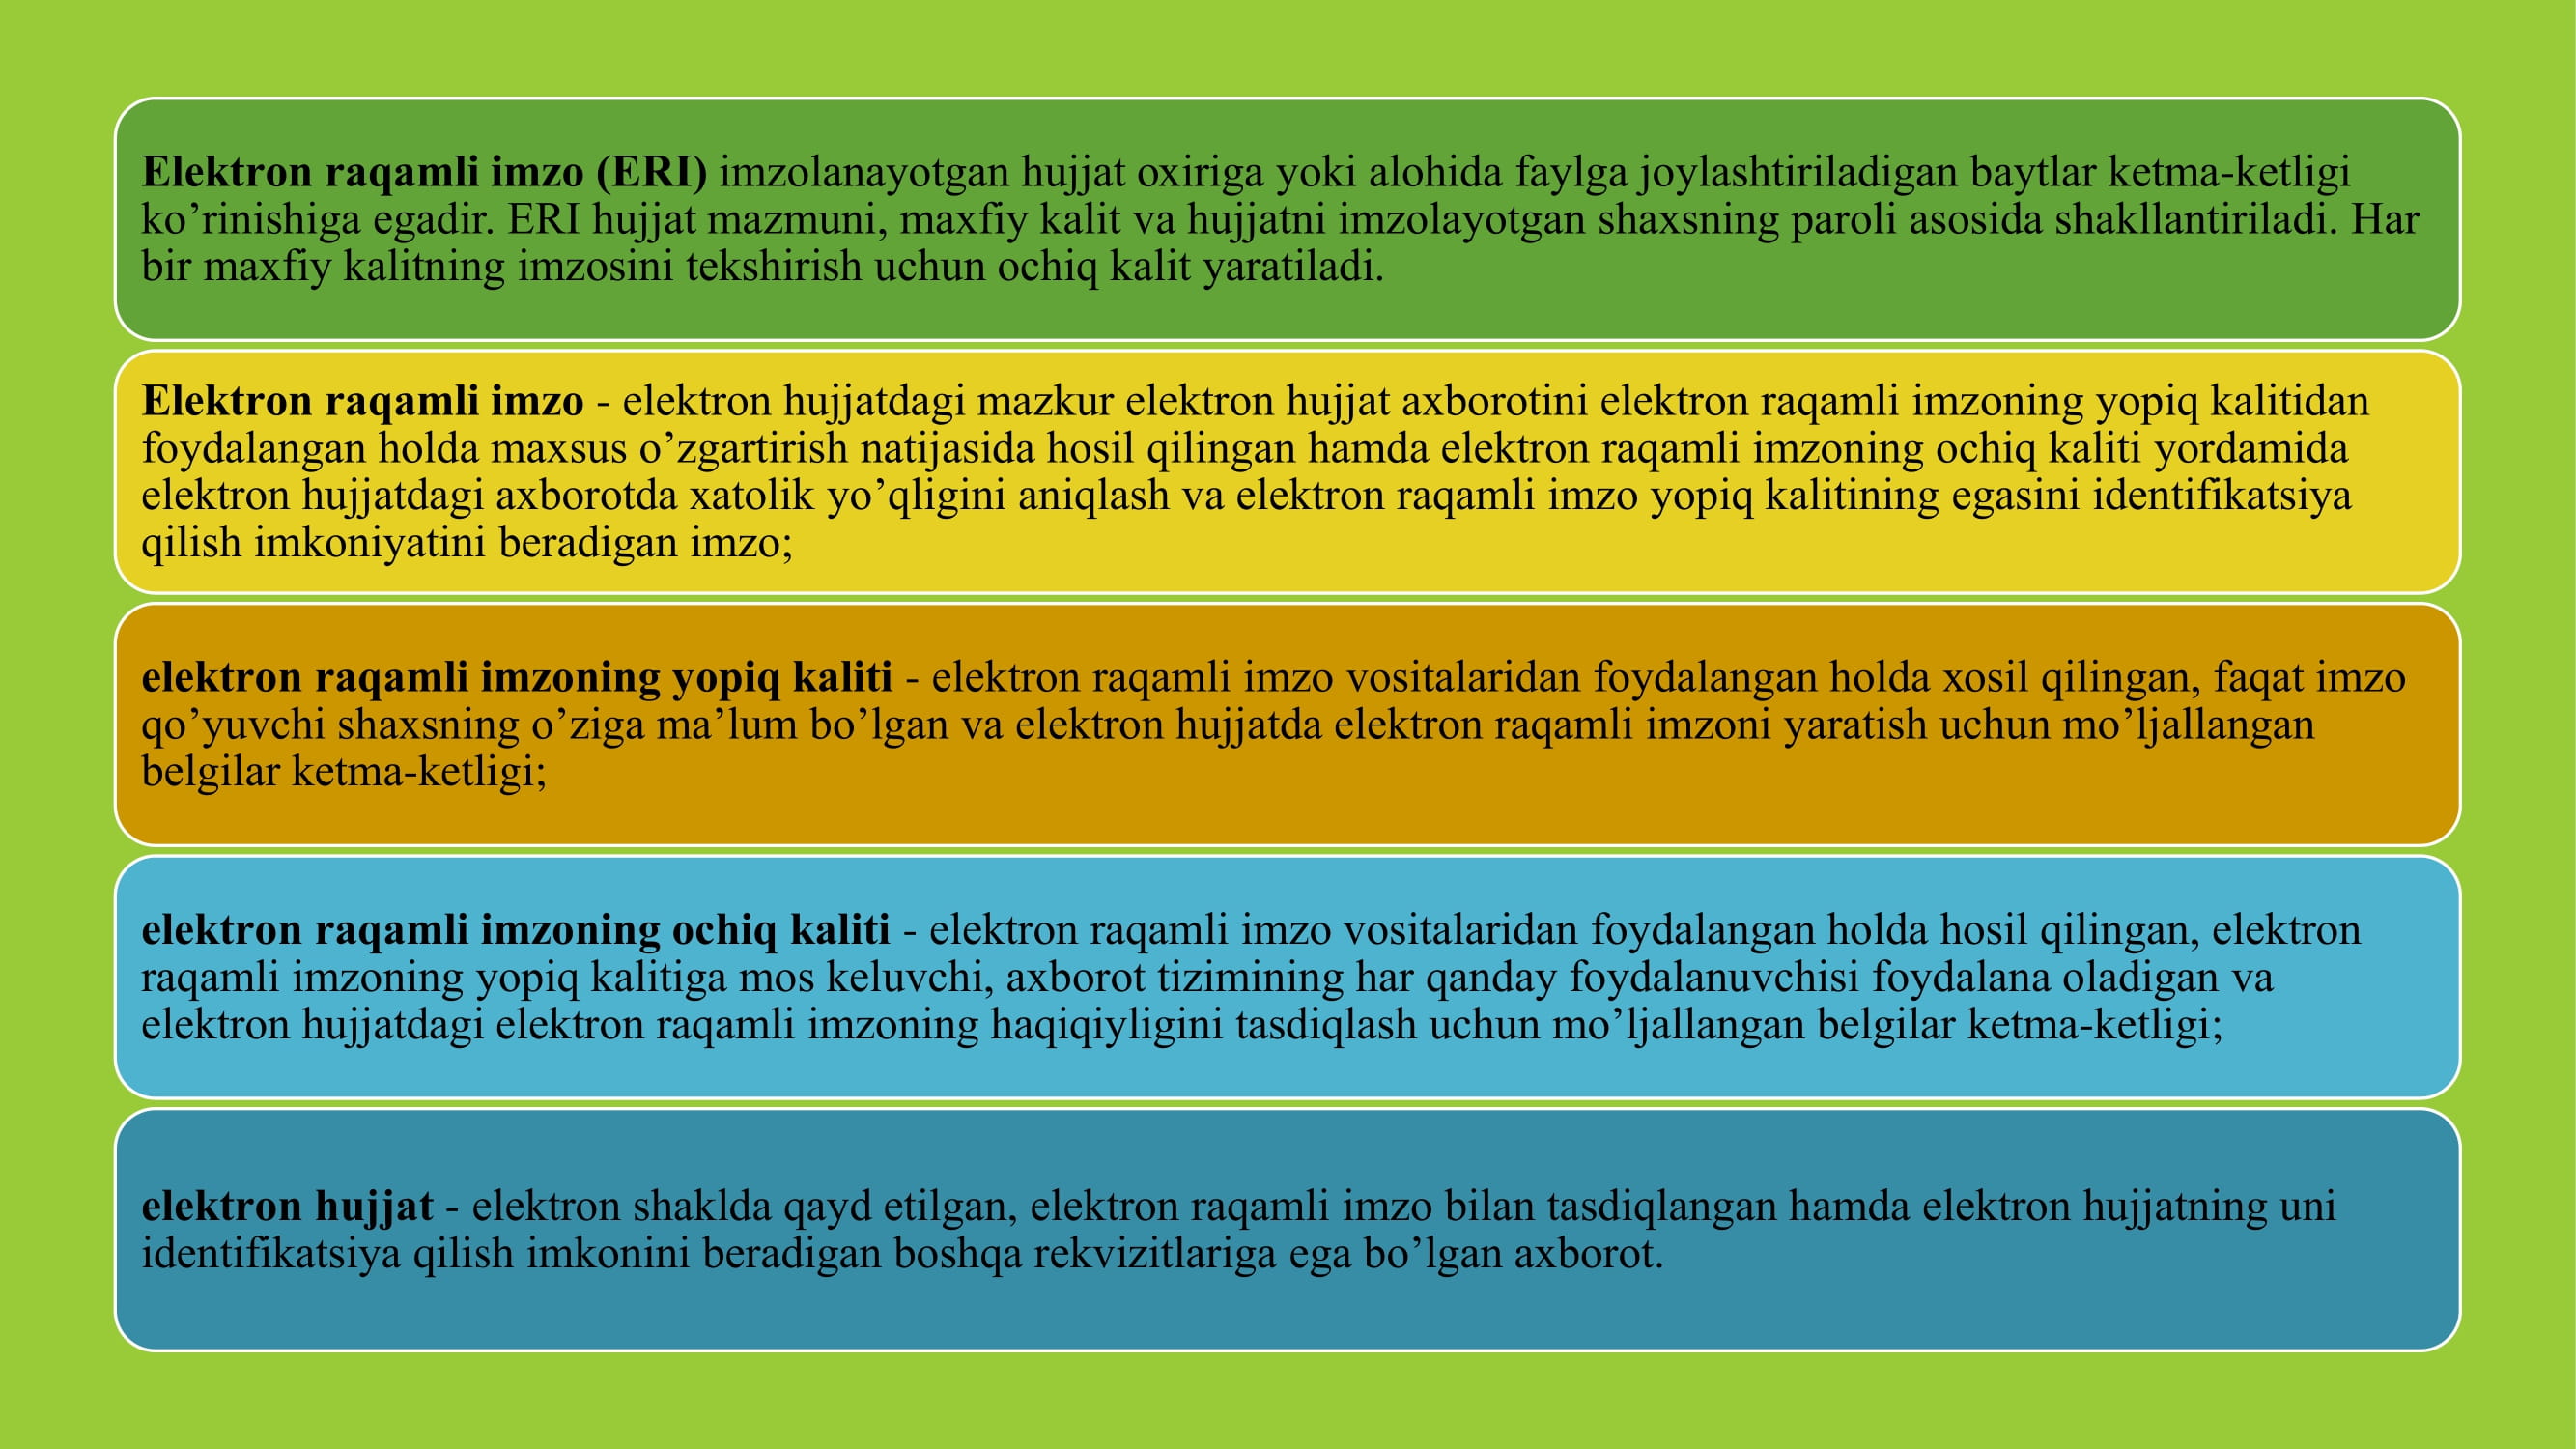 Elektron raqamli imzo (ERI) imzolanayotgan hujjat oxiriga yoki alohida faylga joylashtiriladigan baytlar ketma-ketligi
ko’rinishiga egadir. ERI hujjat mazmuni, maxfiy kalit va hujjatni imzolayotgan shaxsning paroli asosida shakllantiriladi. Har
bir maxfiy kalitning imzosini tekshirish uchun ochiq kalit yaratiladi.
Elektron raqamli imzo - elektron hujjatdagi mazkur elektron hujjat axborotini elektron raqamli imzoning yopiq kalitidan
foydalangan holda maxsus o’zgartirish natijasida hosil qilingan hamda elektron raqamli imzoning ochiq kaliti yordamida
elektron hujjatdagi axborotda xatolik yo’qligini aniqlash va elektron raqamli imzo yopiq kalitining egasini identifikatsiya
qilish imkoniyatini beradigan imzo;
elektron raqamli imzoning yopiq kaliti - elektron raqamli imzo vositalaridan foydalangan holda xosil qilingan, faqat imzo
qo’yuvchi shaxsning o’ziga ma’lum bo’lgan va elektron hujjatda elektron raqamli imzoni yaratish uchun mo’ljallangan
belgilar ketma-ketligi;
elektron raqamli imzoning ochiq kaliti - elektron raqamli imzo vositalaridan foydalangan holda hosil qilingan, elektron
raqamli imzoning yopiq kalitiga mos keluvchi, axborot tizimining har qanday foydalanuvchisi foydalana oladigan va
elektron hujjatdagi elektron raqamli imzoning haqiqiyligini tasdiqlash uchun mo’ljallangan belgilar ketma-ketligi;
elektron hujjat - elektron shaklda qayd etilgan, elektron raqamli imzo bilan tasdiqlangan hamda elektron hujjatning uni
identifikatsiya qilish imkonini beradigan boshqa rekvizitlariga ega bo’lgan axborot.